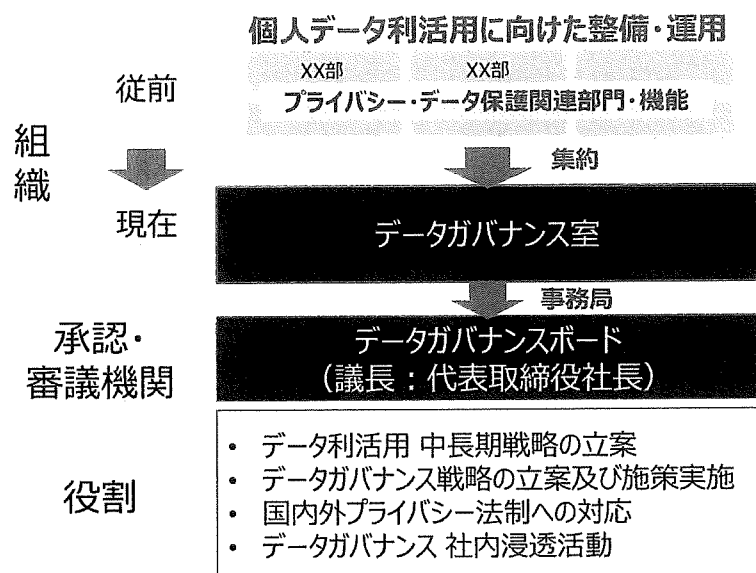 個人データ利活用に向けた整備・運用
XX部 XX部
従前
プライバシー・データ保護関連部門・機能
組織
集約
現在
データガバナンス室
事務局
承認・
審議機関
データガバナンスボード
（議長：代表取締役社長）
役割
・ データ利活用 中長期戦略の立案
・ データガバナンス戦略の立案及び施策実施
・ 国内外プライバシー法制への対応
・ データガバナンス 社内浸透活動